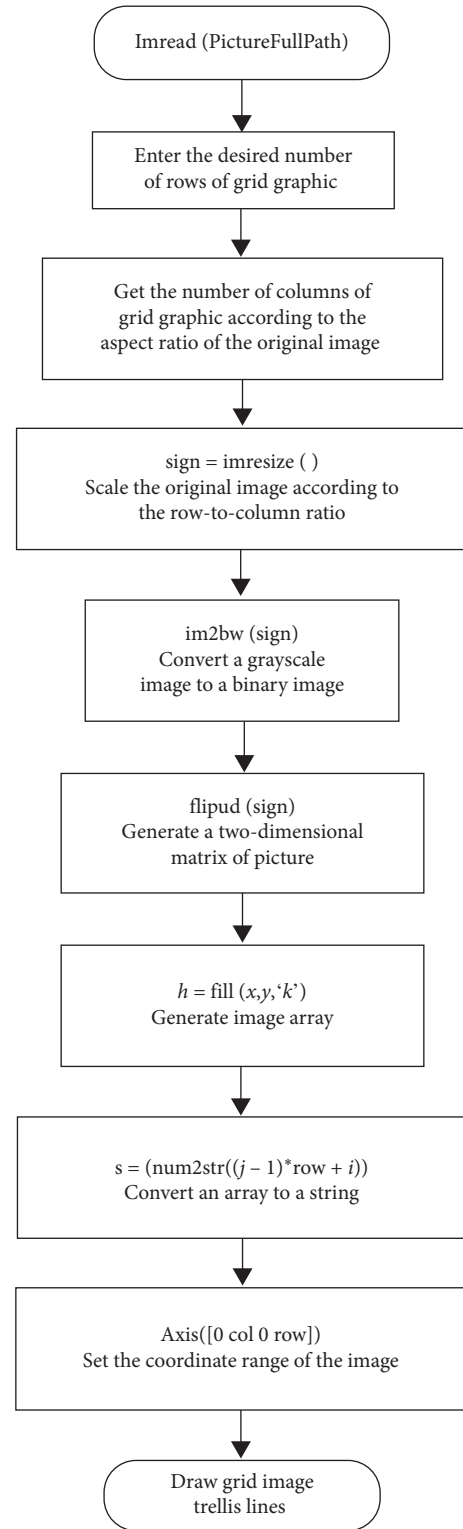 Imread (PictureFullPath)
Enter the desired number
of rows of grid graphic
Get the number of columns of
grid graphic according to the
aspect ratio of the original image
sign = imresize ( )
Scale the original image according to
the row-to-column ratio
im2bw (sign)
Convert a grayscale
image to a binary image
flipud (sign)
Generate a two-dimensional
matrix of picture
h = fill (x,y,‘k’)
Generate image array
s = (num2str((j – 1)*row + i))
Convert an array to a string
Axis([0 col 0 row])
Set the coordinate range of the image
Draw grid image
trellis lines